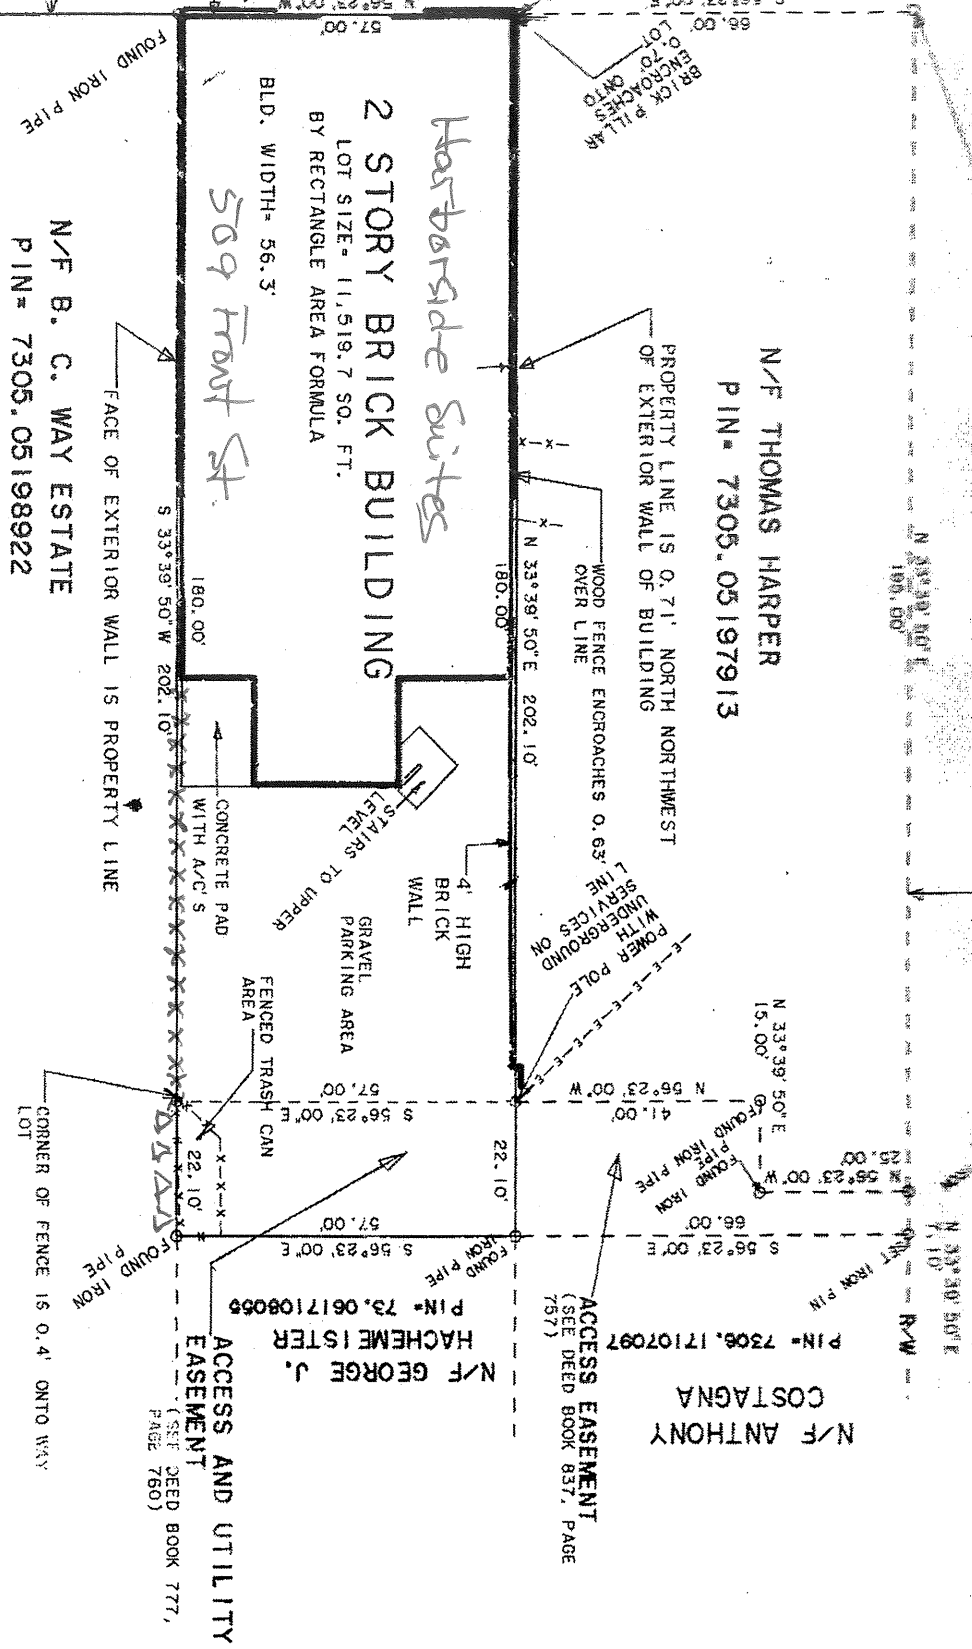 57.00'
66.00'
FOUND IRON PIPE
BRICK PILLAR
ENCROACHES
0.70' ONTO
LOT
Harborside Suites
2 STORY BRICK BUILDING
LOT SIZE= 11,519.7 SQ. FT.
BY RECTANGLE AREA FORMULA
BLD. WIDTH= 56.3'
509 Front St.
N/F B. C. WAY ESTATE
PIN= 7305.05198922
FACE OF EXTERIOR WALL IS PROPERTY LINE
S 33°39'50"W 202.10'
180.00'
N/F THOMAS HARPER
PIN= 7305.05197913
PROPERTY LINE IS 0.71' NORTH NORTHWEST
OF EXTERIOR WALL OF BUILDING
WOOD FENCE ENCROACHES 0.63'
OVER LINE
N 33°39'50"E 202.10'
180.00'
N 33°39'50"E
CONCRETE PAD
WITH A/C'S
STAIRS TO UPPER
LEVEL
4' HIGH
BRICK
WALL
GRAVEL
PARKING AREA
FENCED TRASH CAN
AREA
POWER POLE
WITH
UNDERGROUND
SERVICES ON
LINE
57.00'
S 56°23'00"E
N 56°23'00"W
41.00'
N 33°39'50"E
15.00'
FOUND IRON PIPE
FOUND IRON
PIPE
N 56°23'00"W
25.00'
22.10'
22.10'
57.00'
S 56°23'00"E
66.00'
S 56°23'00"E
FOUND IRON
PIPE
FOUND
IRON
PIPE
SET IRON PIN
R/W
CORNER OF FENCE IS 0.4' ONTO WAY
LOT
N/F GEORGE J.
HACHEMEISTER
PIN= 73.0617108055
N/F ANTHONY
COSTAGNA
PIN= 7306.17107097
ACCESS EASEMENT
(SEE DEED BOOK 837, PAGE
757)
ACCESS AND UTILITY
EASEMENT
(SEE DEED BOOK 777,
PAGE 760)